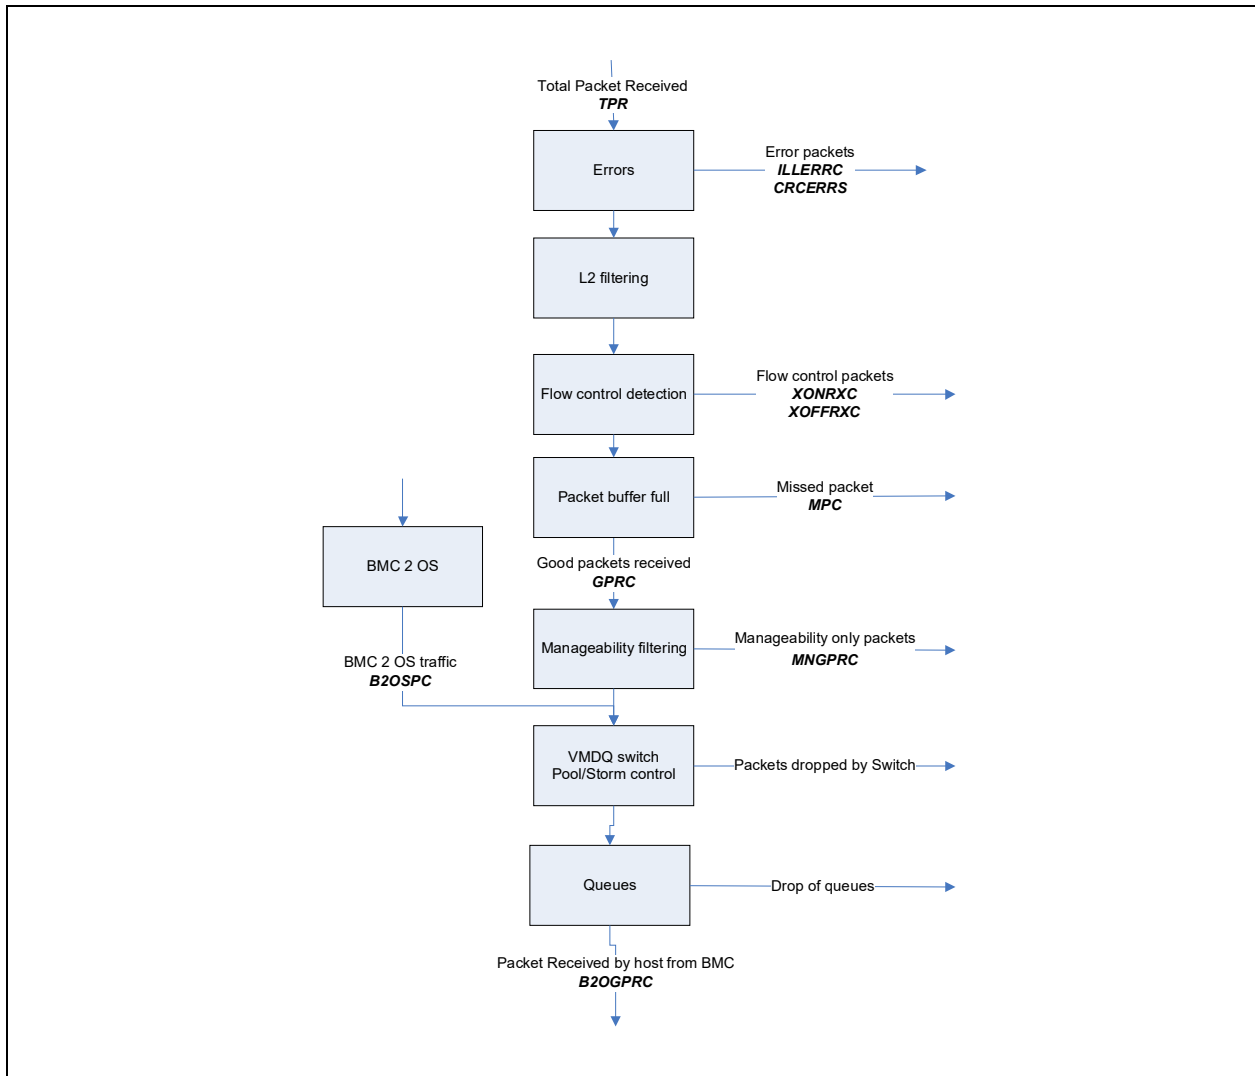 Total Packet Received
TPR
Errors
Error packets
ILLERRC
CRCERRS
L2 filtering
Flow control detection
Flow control packets
XONRXC
XOFFRXC
Packet buffer full
Missed packet
MPC
BMC 2 OS
Good packets received
GPRC
Manageability filtering
Manageability only packets
MNGPRC
BMC 2 OS traffic
B2OSPC
VMDQ switch
Pool/Storm control
Packets dropped by Switch
Queues
Drop of queues
Packet Received by host from BMC
B2OGPRC